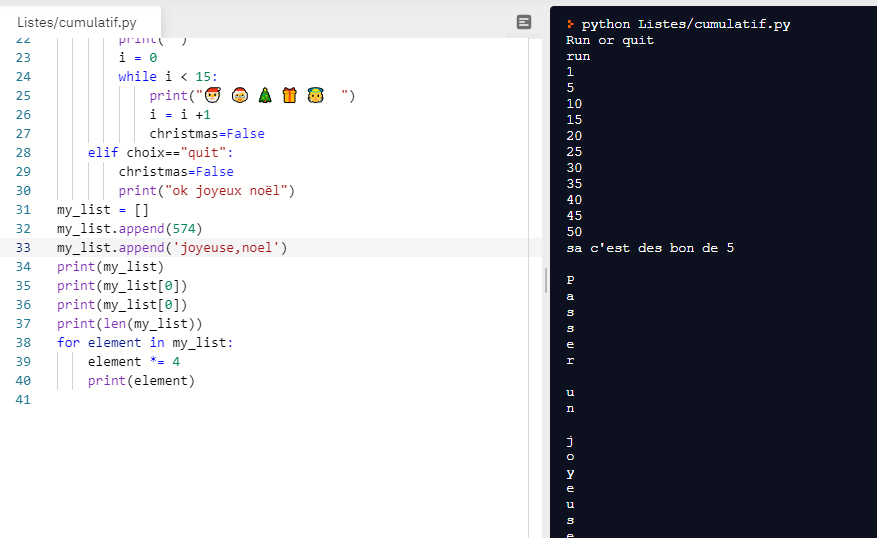 Listes/cumulatif.py
22 print(" ")
23 i = 0
24 while i < 15:
25 print("🎅 🤶 🎄 🎁 👼 ")
26 i = i +1
27 christmas=False
28 elif choix=="quit":
29 christmas=False
30 print("ok joyeux noël")
31 my_list = []
32 my_list.append(574)
33 my_list.append('joyeuse,noel')
34 print(my_list)
35 print(my_list[0])
36 print(my_list[0])
37 print(len(my_list))
38 for element in my_list:
39 element *= 4
40 print(element)
41
python Listes/cumulatif.py
Run or quit
run
1
5
10
15
20
25
30
35
40
45
50
sa c'est des bon de 5
P
a
s
s
e
r
u
n
j
o
y
e
u
s
e